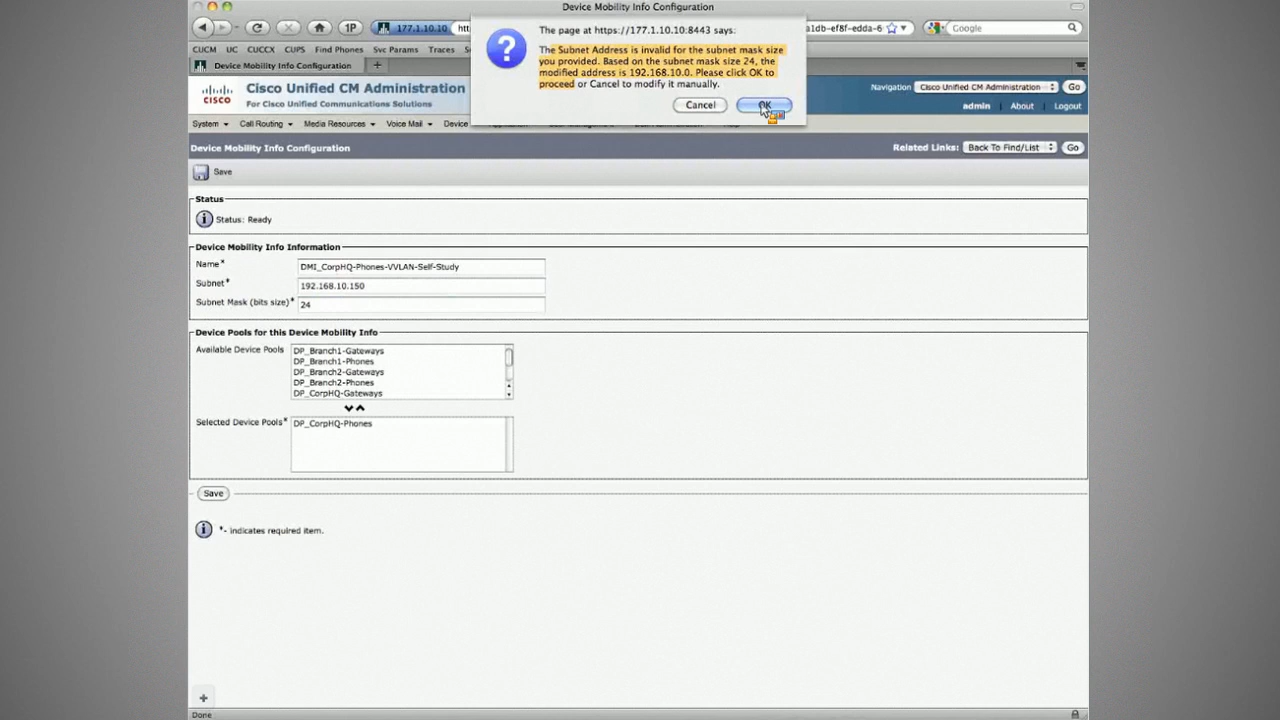 Device Mobility Info Configuration
1P
177.1.10.10
htt
a1db-ef8f-edda-6
Google
The page at https://177.1.10.10:8443 says:
The Subnet Address is invalid for the subnet mask size
you provided. Based on the subnet mask size 24, the
modified address is 192.168.10.0. Please click OK to
proceed or Cancel to modify it manually.
Cancel
OK
CUCM UC CUCCX CUPS Find Phones Svc Params Traces
Device Mobility Info Configuration
cisco
Cisco Unified CM Administration
For Cisco Unified Communications Solutions
Navigation Cisco Unified CM Administration Go
admin | About | Logout
System Call Routing Media Resources Voice Mail Device
Device Mobility Info Configuration
Related Links: Back To Find/List Go
Save
Status
Status: Ready
Device Mobility Info Information
Name* DMI_CorpHQ-Phones-VVLAN-Self-Study
Subnet* 192.168.10.150
Subnet Mask (bits size)* 24
Device Pools for this Device Mobility Info
Available Device Pools
DP_Branch1-Gateways
DP_Branch1-Phones
DP_Branch2-Gateways
DP_Branch2-Phones
DP_CorpHQ-Gateways
Selected Device Pools*
DP_CorpHQ-Phones
Save
*- indicates required item.
Done